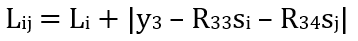 Lᵢⱼ = Lᵢ + |y₃ – R₃₃sᵢ – R₃₄sⱼ|